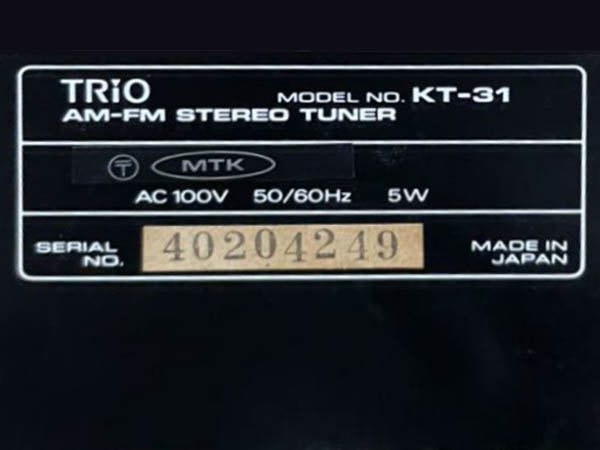 TRiO MODEL NO. KT-31
AM-FM STEREO TUNER
〒 MTK
AC 100V 50/60Hz 5W
SERIAL NO. 40204249 MADE IN JAPAN